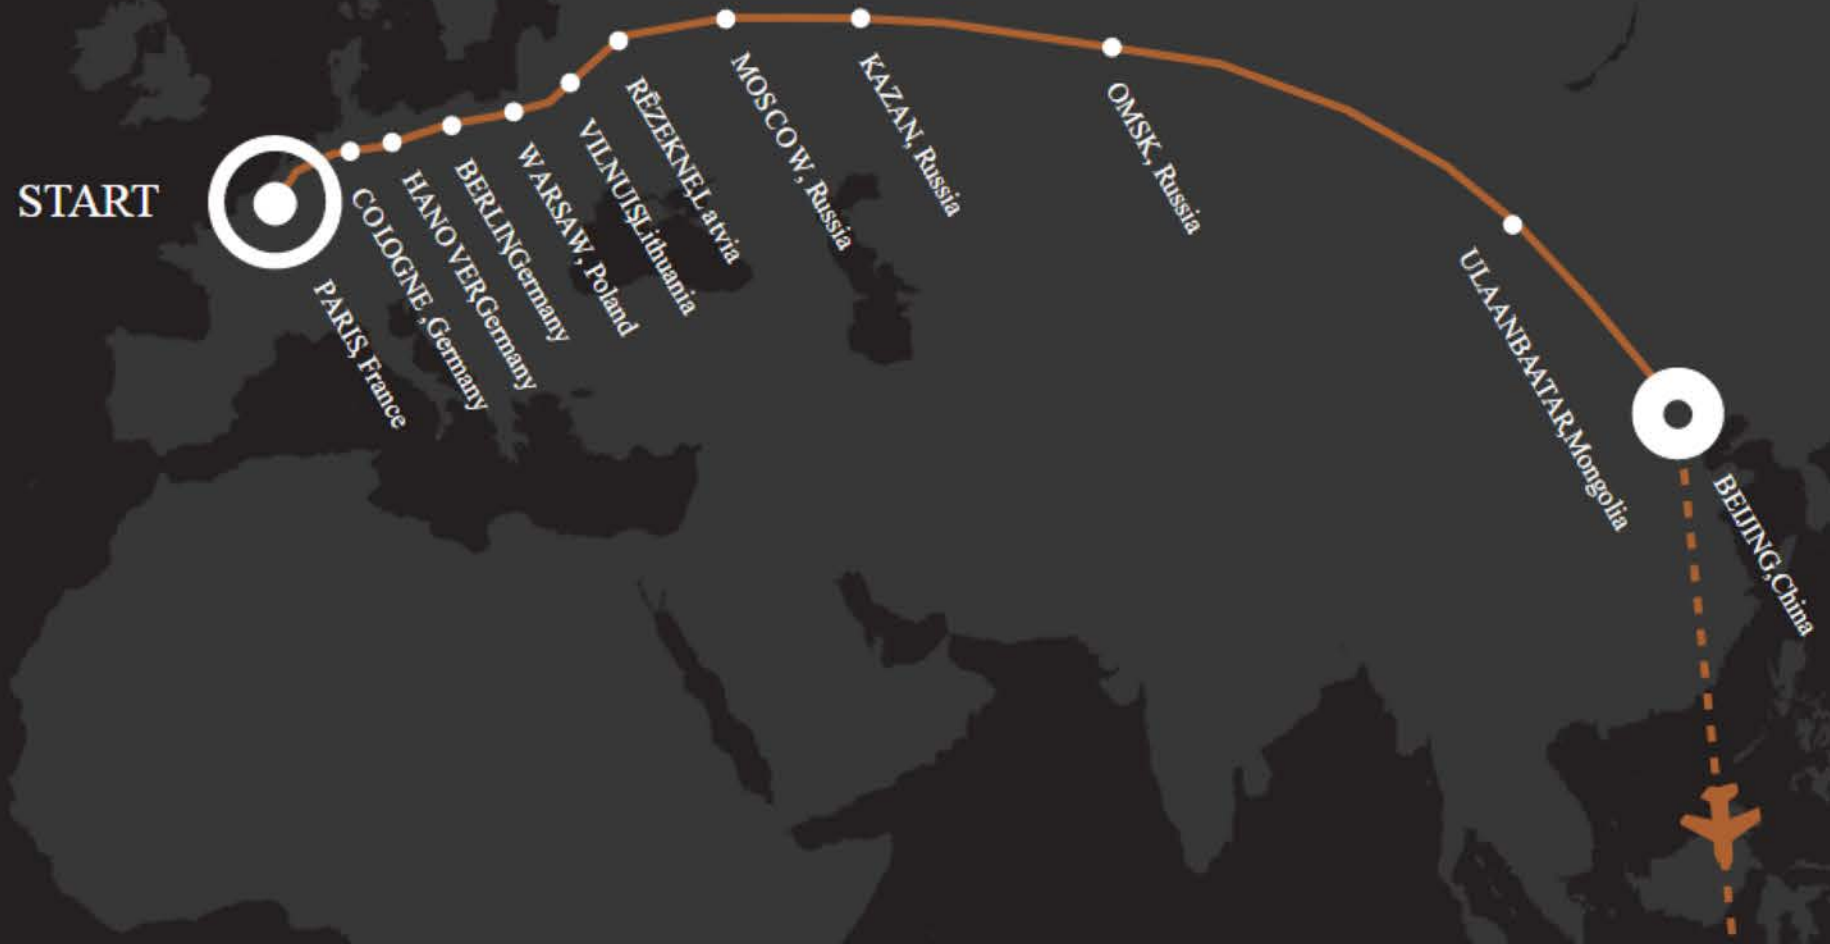 START
PARIS, France
COLOGNE, Germany
HANOVER, Germany
BERLIN, Germany
WARSAW, Poland
VILNUIS, Lithuania
RĒZEKNE, Latvia
MOSCOW, Russia
KAZAN, Russia
OMSK, Russia
ULAANBAATAR, Mongolia
BEIJING, China